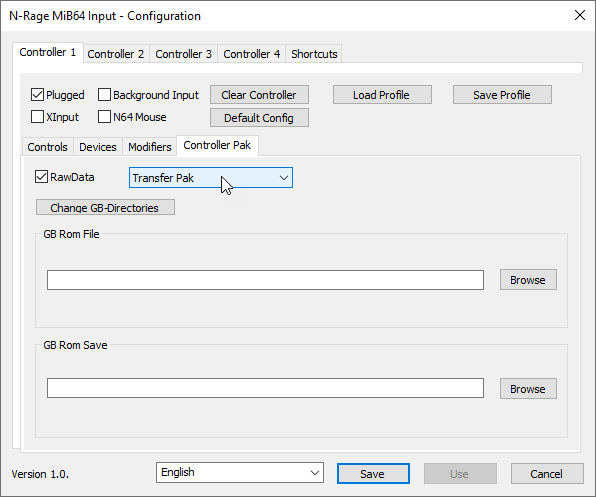 N-Rage MiB64 Input - Configuration
Controller 1 Controller 2 Controller 3 Controller 4 Shortcuts
Plugged Background Input Clear Controller Load Profile Save Profile
XInput N64 Mouse Default Config
Controls Devices Modifiers Controller Pak
RawData Transfer Pak
Change GB-Directories
GB Rom File
Browse
GB Rom Save
Browse
Version 1.0. English Save Use Cancel